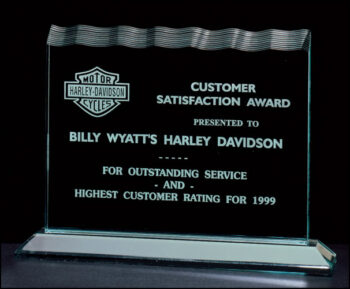 MOTOR
HARLEY-DAVIDSON
CYCLES
CUSTOMER
SATISFACTION AWARD
PRESENTED TO
BILLY WYATT'S HARLEY DAVIDSON
-----
FOR OUTSTANDING SERVICE
- AND -
HIGHEST CUSTOMER RATING FOR 1999